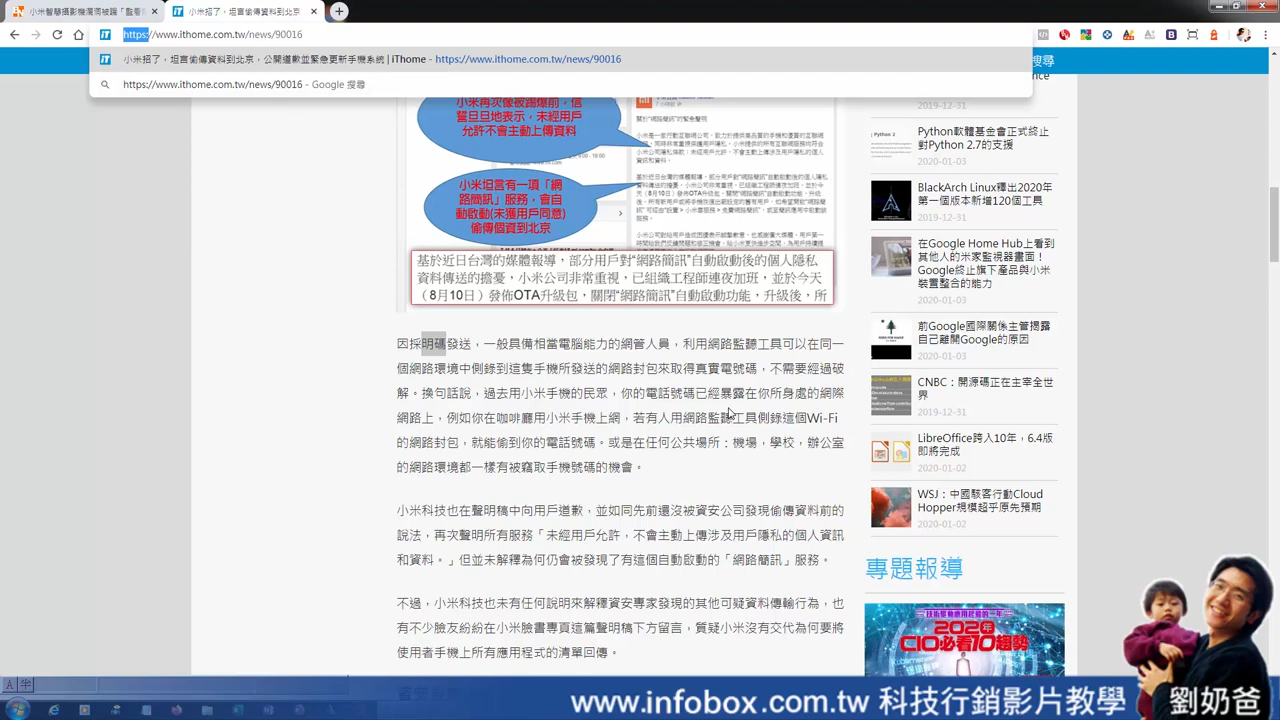 小米招了，坦言偷傳資料到北京
https://www.ithome.com.tw/news/90016
小米招了，坦言偷傳資料到北京，公開道歉並緊急更新手機系統 | iThome - https://www.ithome.com.tw/news/90016
https://www.ithome.com.tw/news/90016 - Google 搜尋
搜尋
小米再次像被踢爆前，信
誓旦旦地表示，未經用戶
允許不會主動上傳資料
小米坦言有一項「網
路簡訊」服務，會自
動啟動(未獲用戶同意)
偷傳個資到北京
基於近日台灣的媒體報導，部分用戶對“網路簡訊”自動啟動後的個人隱私
資料傳送的擔憂，小米公司非常重視，已組織工程師連夜加班，並於今天
（8月10日）發佈OTA升級包，關閉“網路簡訊”自動啟動功能，升級後，所
因採明碼發送，一般具備相當電腦能力的網管人員，利用網路監聽工具可以在同一
個網路環境中側錄到這隻手機所發送的網路封包來取得真實電號碼，不需要經過破
解。換句話說，過去用小米手機的民眾，你的電話號碼已經暴露在你所身處的網際
網路上，例如你在咖啡廳用小米手機上網，若有人用網路監聽工具側錄這個Wi-Fi
的網路封包，就能偷到你的電話號碼。或是在任何公共場所：機場，學校，辦公室
的網路環境都一樣有被竊取手機號碼的機會。
小米科技也在聲明稿中向用戶道歉，並如同先前還沒被資安公司發現偷傳資料前的
說法，再次聲明所有服務「未經用戶允許，不會主動上傳涉及用戶隱私的個人資訊
和資料。」但並未解釋為何仍會被發現了有這個自動啟動的「網路簡訊」服務。
不過，小米科技也未有任何說明來解釋資安專家發現的其他可疑資料傳輸行為，也
有不少臉友紛紛在小米臉書專頁這篇聲明稿下方留言，質疑小米沒有交代為何要將
使用者手機上所有應用程式的清單回傳。
2019-12-31
Python軟體基金會正式終止
對Python 2.7的支援
2020-01-03
BlackArch Linux釋出2020年
第一個版本新增120個工具
2019-12-31
在Google Home Hub上看到
其他人的米家監視器畫面！
Google終止旗下產品與小米
裝置整合的能力
2020-01-03
前Google國際關係主管揭露
自己離開Google的原因
2020-01-03
CNBC：開源碼正在主宰全世
界
2019-12-31
LibreOffice跨入10年，6.4版
即將完成
2020-01-02
WSJ：中國駭客行動Cloud
Hopper規模超乎原先預期
2020-01-02
專題報導
2020年
CIO必看10趨勢
www.infobox.com.tw 科技行銷影片教學
劉奶爸